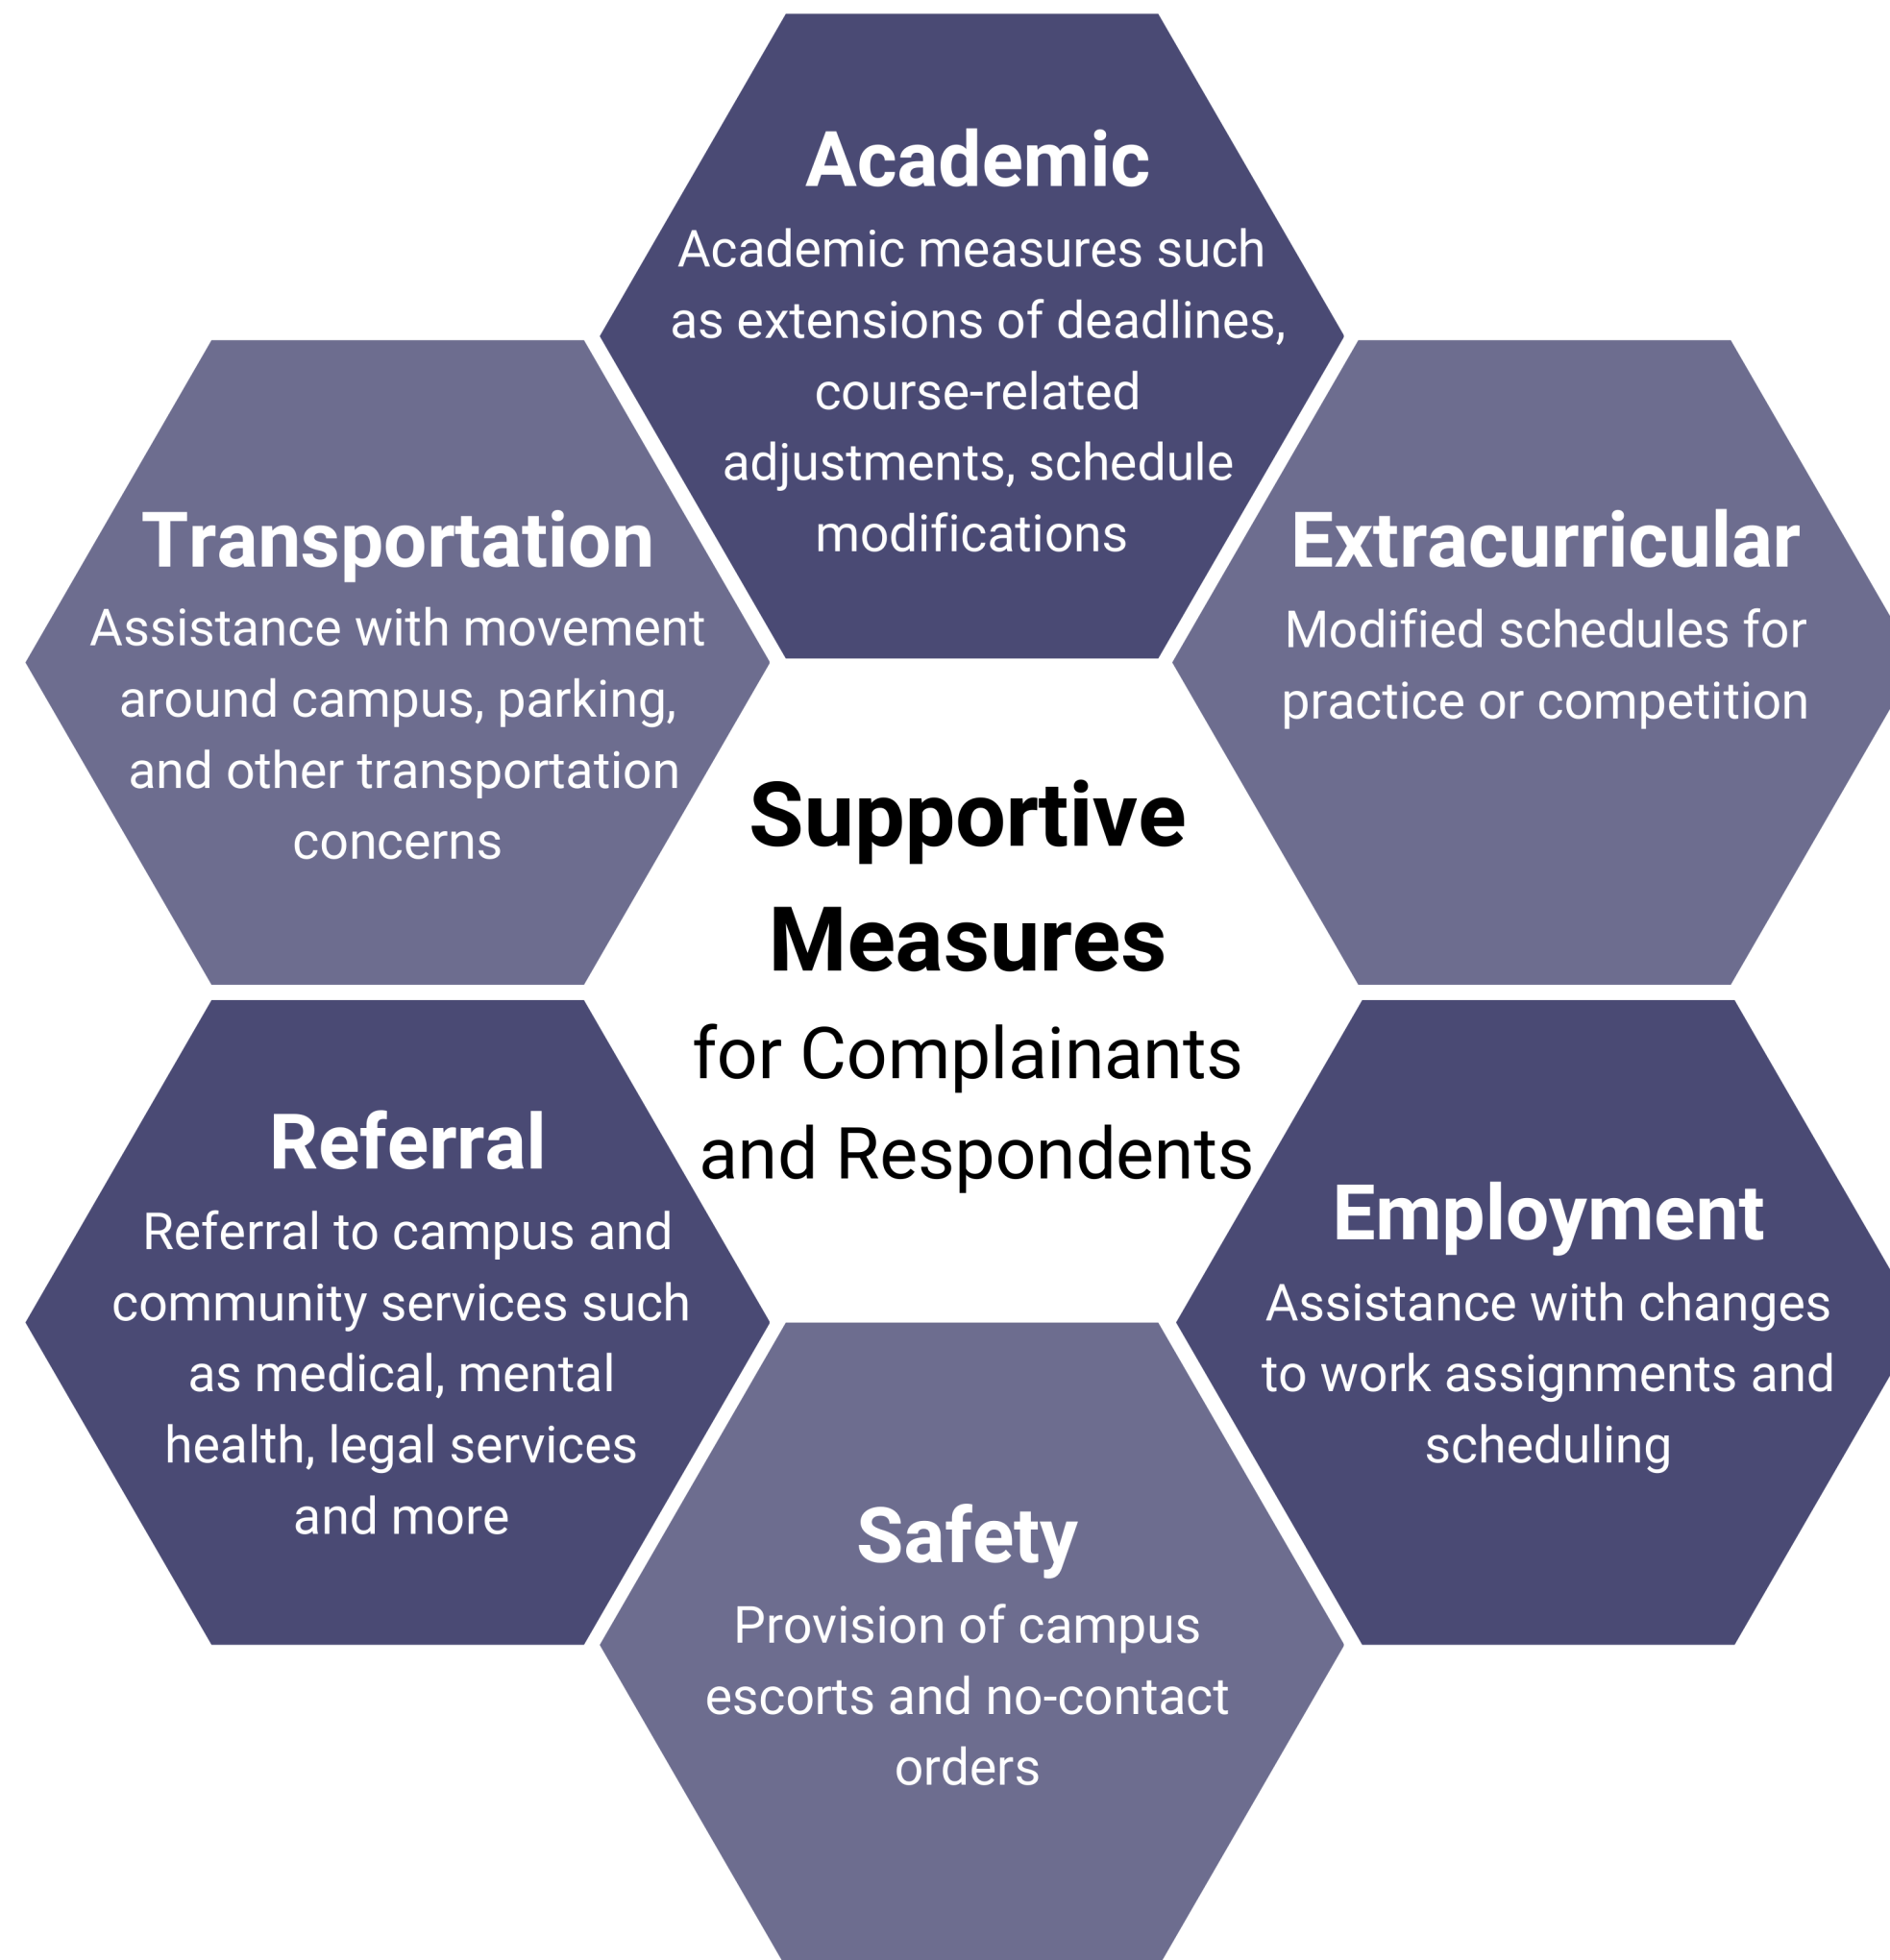 Academic
Academic measures such
as extensions of deadlines,
course-related
adjustments, schedule
modifications
Transportation
Assistance with movement
around campus, parking,
and other transportation
concerns
Extracurricular
Modified schedules for
practice or competition
Supportive
Measures
for Complainants
and Respondents
Referral
Referral to campus and
community services such
as medical, mental
health, legal services
and more
Employment
Assistance with changes
to work assignments and
scheduling
Safety
Provision of campus
escorts and no-contact
orders